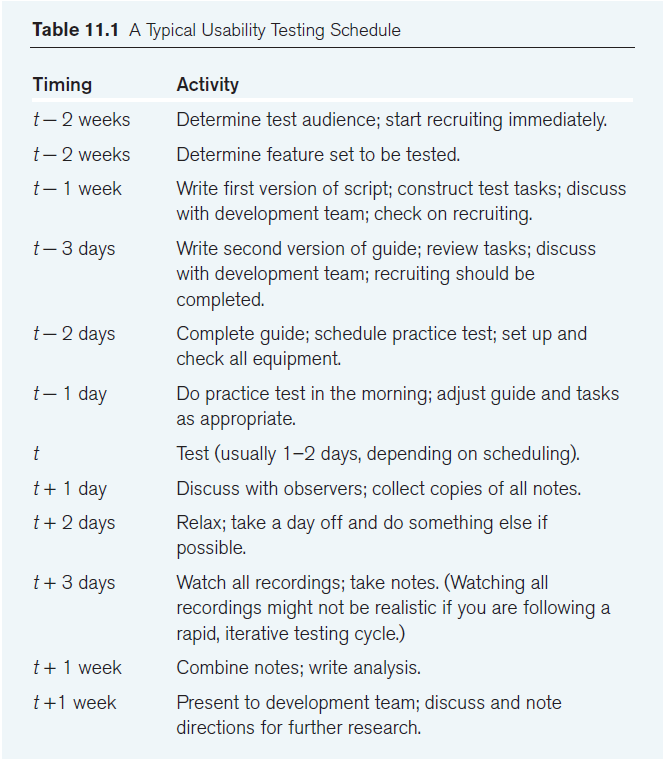 Table 11.1 A Typical Usability Testing Schedule
Timing Activity
t – 2 weeks Determine test audience; start recruiting immediately.
t – 2 weeks Determine feature set to be tested.
t – 1 week Write first version of script; construct test tasks; discuss
with development team; check on recruiting.
t – 3 days Write second version of guide; review tasks; discuss
with development team; recruiting should be
completed.
t – 2 days Complete guide; schedule practice test; set up and
check all equipment.
t – 1 day Do practice test in the morning; adjust guide and tasks
as appropriate.
t Test (usually 1–2 days, depending on scheduling).
t + 1 day Discuss with observers; collect copies of all notes.
t + 2 days Relax; take a day off and do something else if
possible.
t + 3 days Watch all recordings; take notes. (Watching all
recordings might not be realistic if you are following a
rapid, iterative testing cycle.)
t + 1 week Combine notes; write analysis.
t +1 week Present to development team; discuss and note
directions for further research.